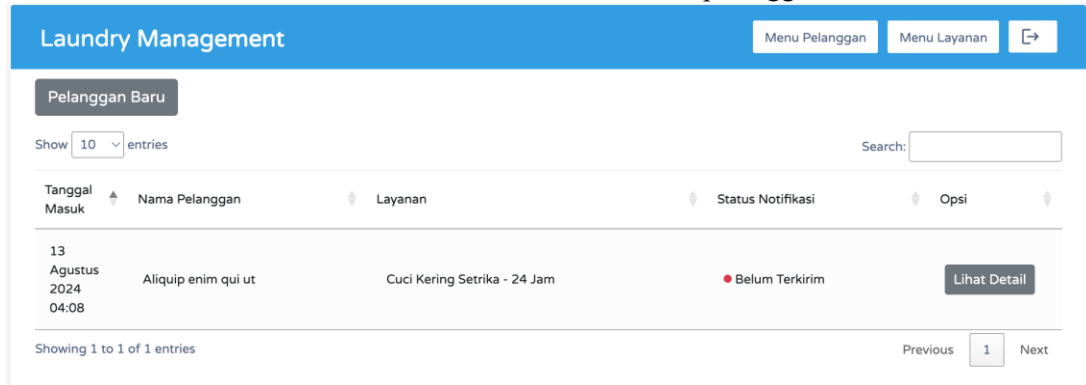 Laundry Management
Menu Pelanggan
Menu Layanan
Pelanggan Baru
Show 10 entries
Search:
Tanggal Masuk
Nama Pelanggan
Layanan
Status Notifikasi
Opsi
13
Agustus
2024
04:08
Aliquip enim qui ut
Cuci Kering Setrika - 24 Jam
Belum Terkirim
Lihat Detail
Showing 1 to 1 of 1 entries
Previous 1 Next